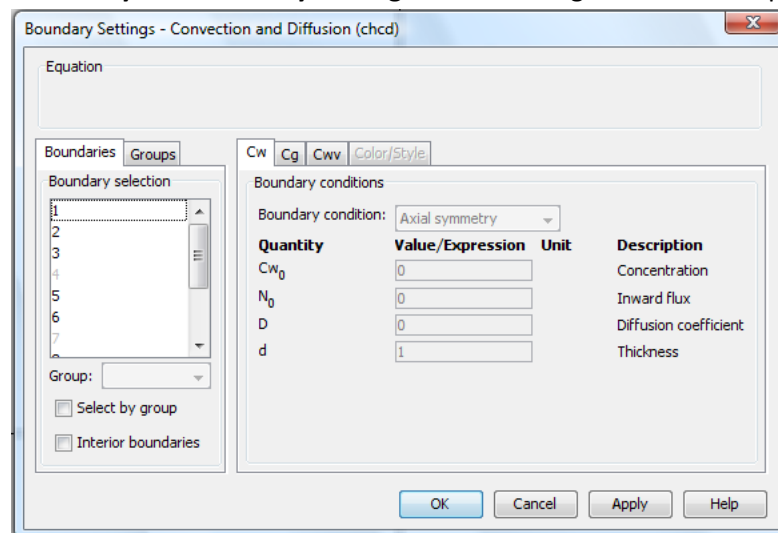 Boundary Settings - Convection and Diffusion (chcd)
Equation
Boundaries Groups
Boundary selection
1
2
3
4
5
6
7
Group:
Select by group
Interior boundaries
Cw Cg Cwv Color/Style
Boundary conditions
Boundary condition: Axial symmetry
Quantity Value/Expression Unit Description
Cw0 0 Concentration
N0 0 Inward flux
D 0 Diffusion coefficient
d 1 Thickness
OK Cancel Apply Help